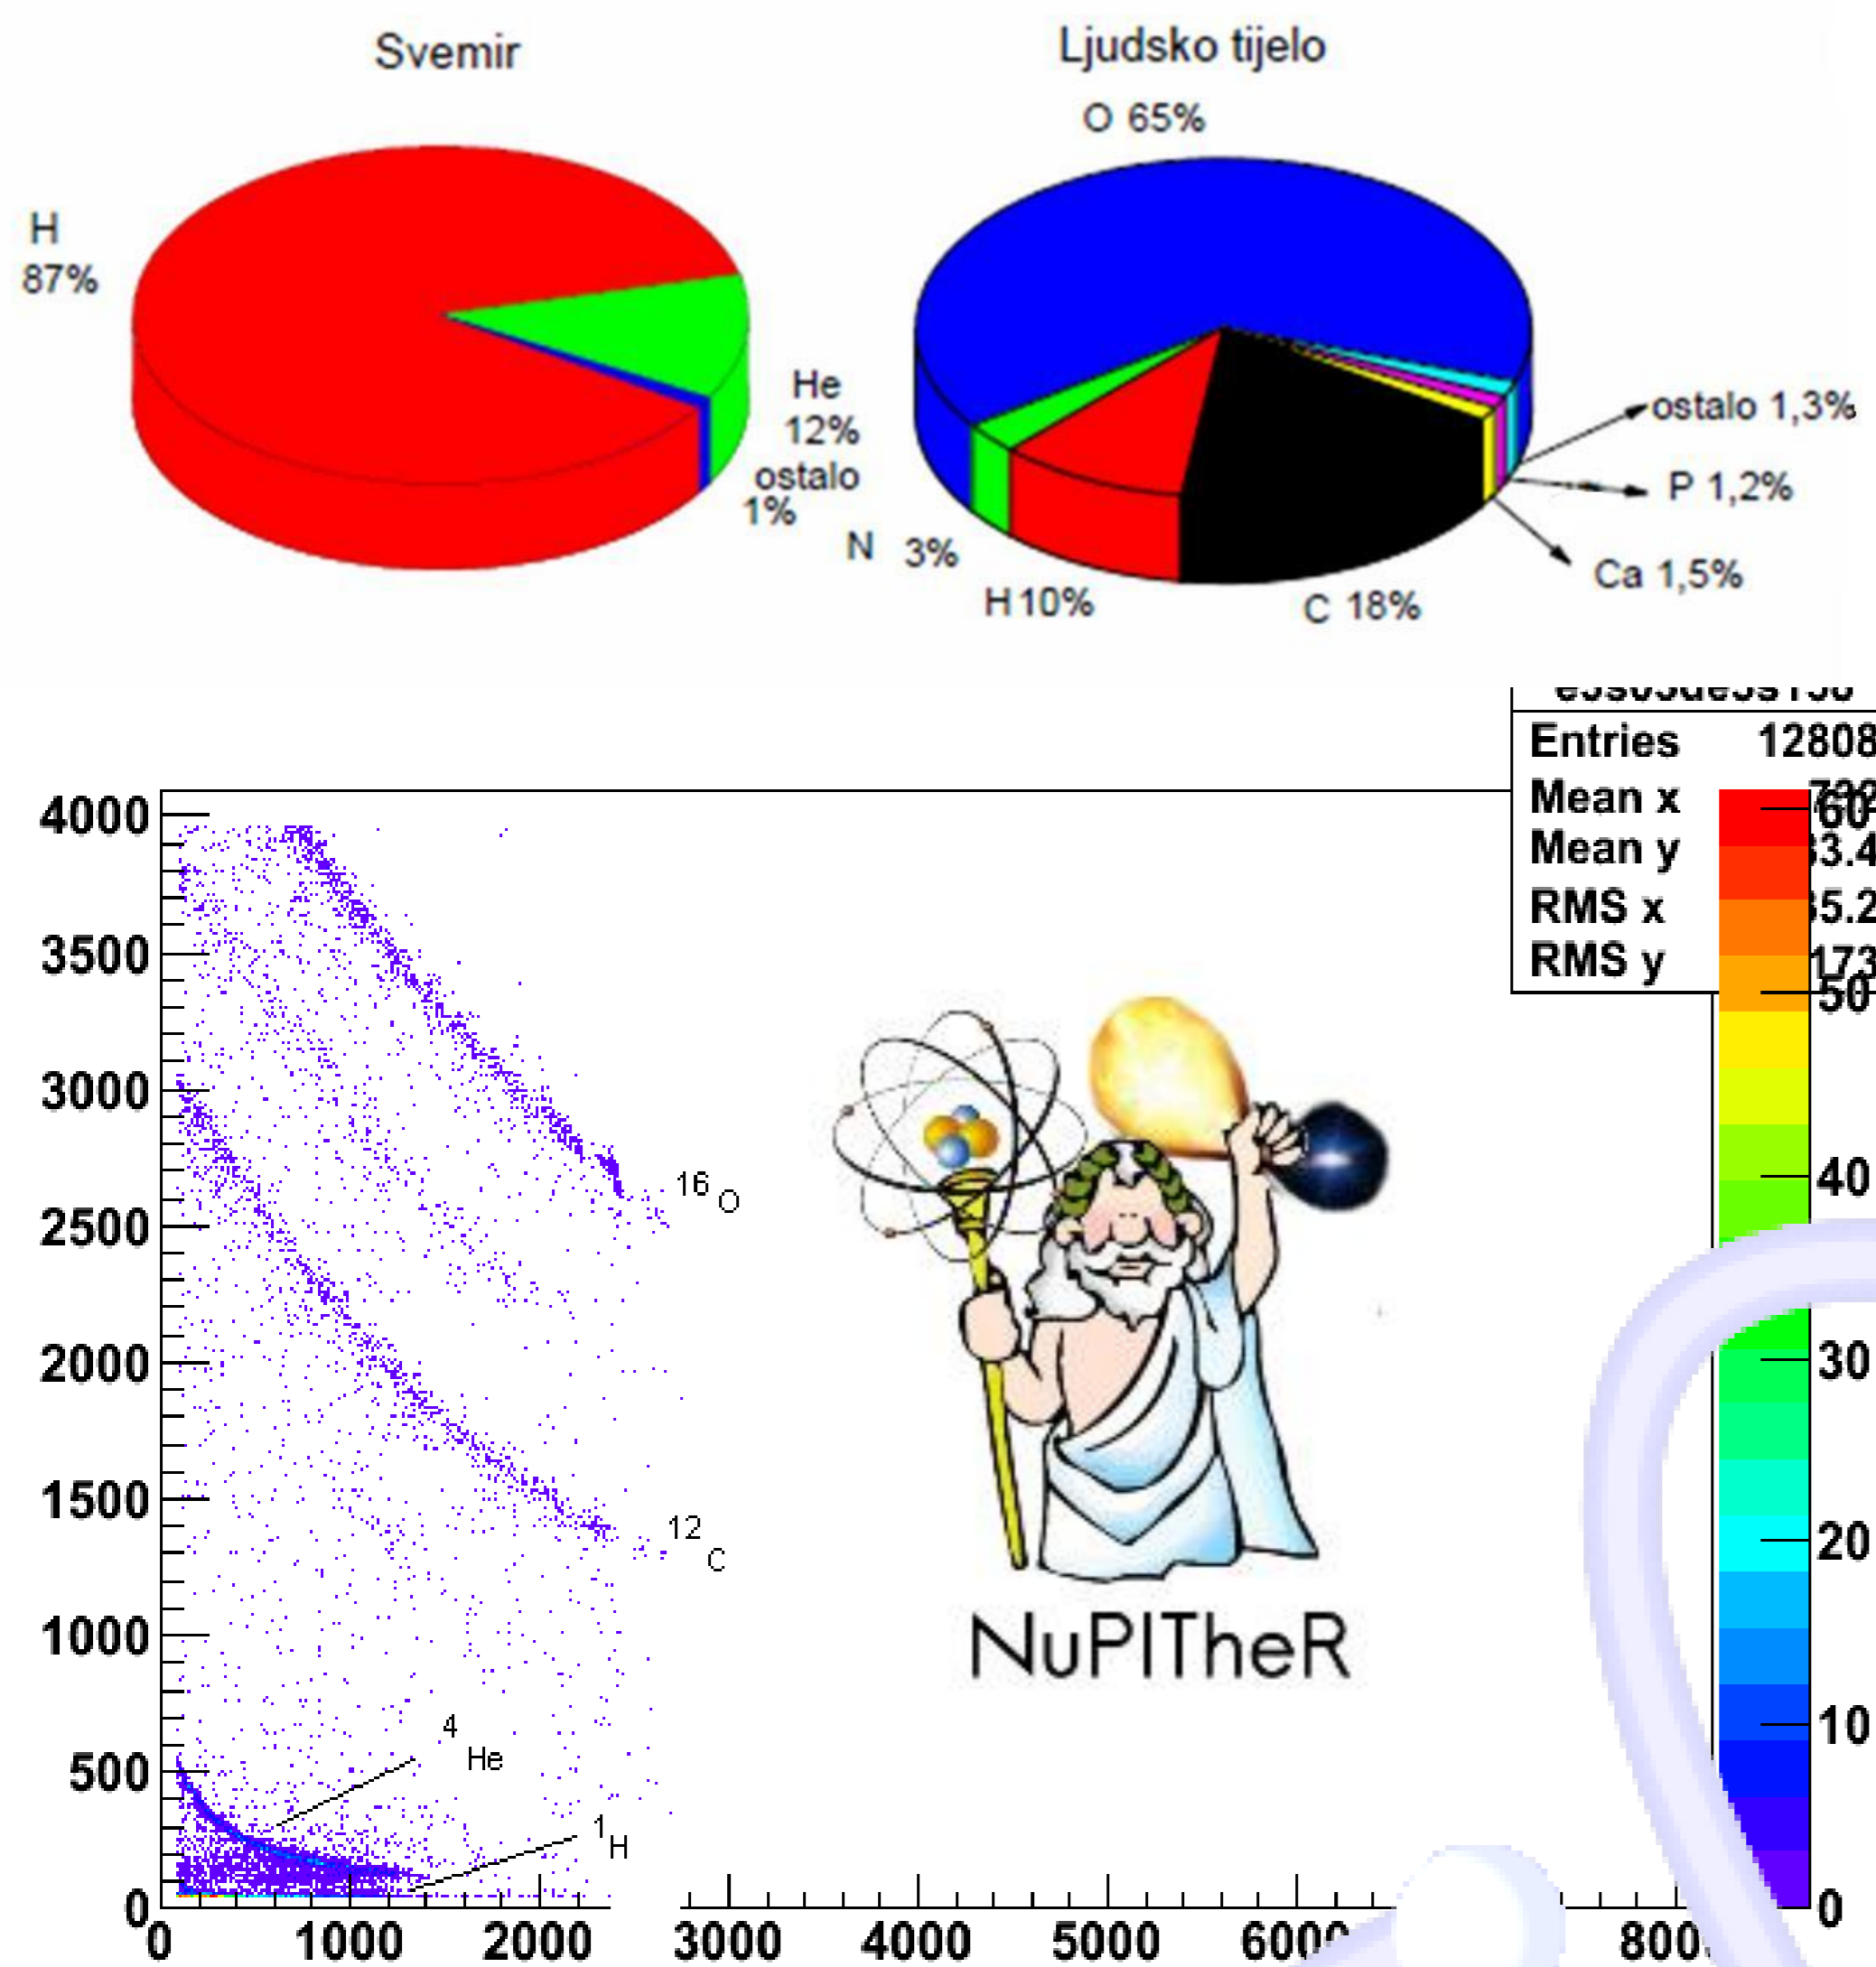 Svemir
Ljudsko tijelo
O 65%
H
87%
He
12%
ostalo
1%
N 3%
H 10%
C 18%
ostalo 1,3%
P 1,2%
Ca 1,5%
Entries 12808
Mean x
Mean y
RMS x
RMS y
60
50
40
30
20
10
0
4000
3500
3000
2500
2000
1500
1000
500
0
16 O
12 C
4 He
1 H
NuPITheR
0 1000 2000 3000 4000 5000